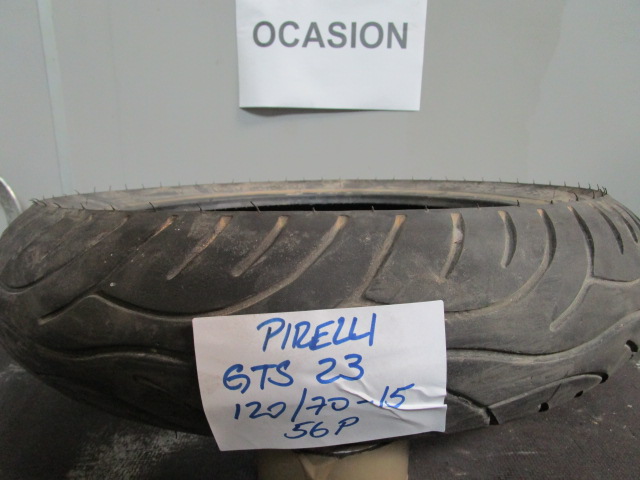 OCASION
PIRELLI
GTS 23
120/70-15
56P